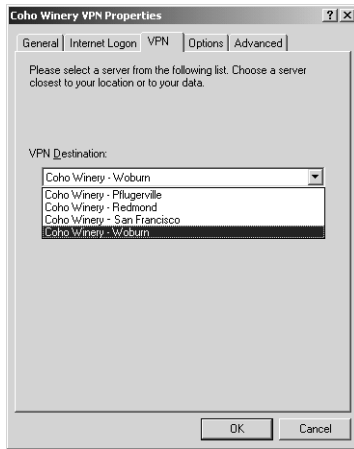 Coho Winery VPN Properties ? X
General Internet Logon VPN Options Advanced
Please select a server from the following list. Choose a server
closest to your location or to your data.
VPN Destination:
Coho Winery - Woburn
Coho Winery - Pflugerville
Coho Winery - Redmond
Coho Winery - San Francisco
Coho Winery - Woburn
OK Cancel